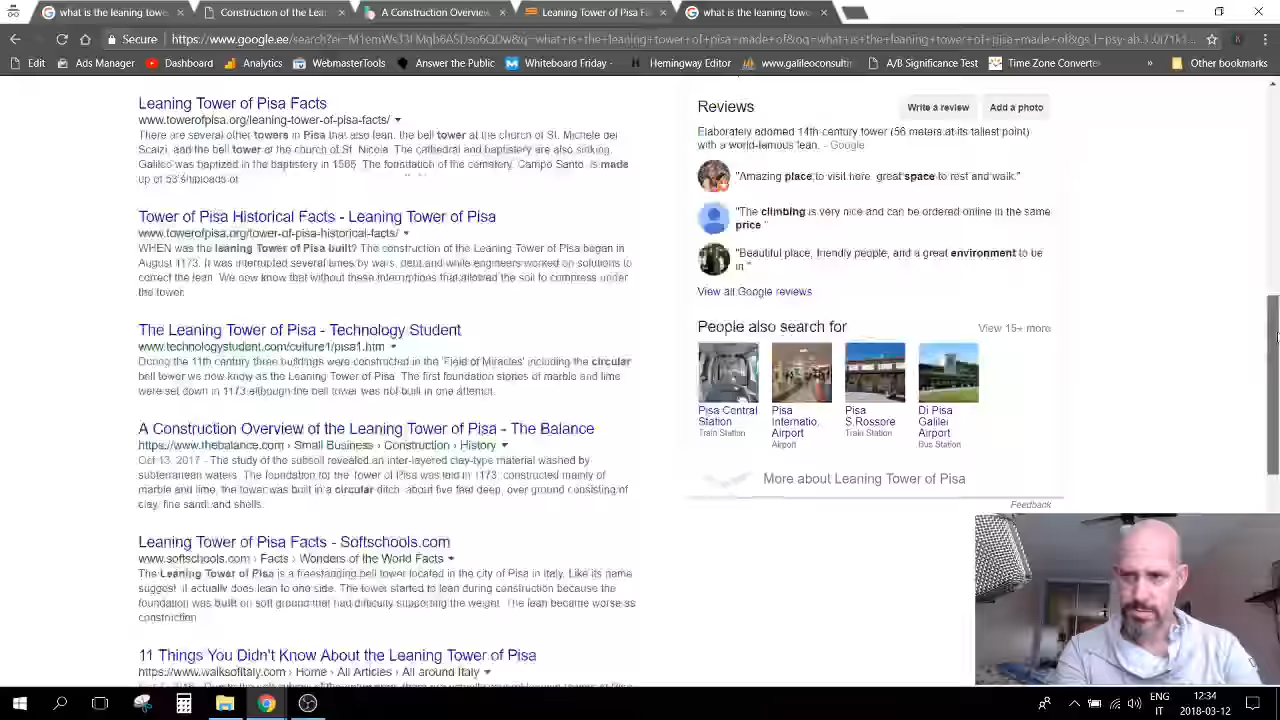 what is the leaning towe
Construction of the Lea
A Construction Overview
Leaning Tower of Pisa Fa
what is the leaning towe
Secure
Edit
Ads Manager
Dashboard
Analytics
WebmasterTools
Answer the Public
Whiteboard Friday -
Hemingway Editor
www.galileoconsultin
A/B Significance Test
Time Zone Converte
»
Other bookmarks
Leaning Tower of Pisa Facts
www.towerofpisa.org/leaning-tower-of-pisa-facts/
There are several other towers in Pisa that also lean, the bell tower at the church of St. Michele dei
Scalzi, and the bell tower at the church of St. Nicola. The cathedral and baptestery are also sinking.
Galileo was baptized in the baptestery in 1565. The foundation of the cemetery, Campo Santo, is made
up of 53 shiploads of
Tower of Pisa Historical Facts - Leaning Tower of Pisa
www.towerofpisa.org/tower-of-pisa-historical-facts/
WHEN was the leaning Tower of Pisa built? The construction of the Leaning Tower of Pisa began in
August 1173. It was interrupted several times by wars, debt and while engineers worked on solutions to
correct the lean. We now know that without these interruptions that allowed the soil to compress under
the tower.
The Leaning Tower of Pisa - Technology Student
www.technologystudent.com/culture1/pisa1.htm
During the 11th century three buildings were constructed in the 'Field of Miracles' including the circular
bell tower we now know as the Leaning Tower of Pisa. The first foundation stones of marble and lime
were set down in 1173 although the bell tower was not built in one attempt.
A Construction Overview of the Leaning Tower of Pisa - The Balance
https://www.thebalance.com › Small Business › Construction › History
Oct 13, 2017 - The study of the subsoil revealed an inter-layered clay-type material washed by
subterranean waters. The foundation for the Tower of Pisa was laid in 1173; constructed mainly of
marble and lime, the tower was built in a circular ditch, about five feet deep, over ground consisting of
clay, fine sand and shells.
Leaning Tower of Pisa Facts - Softschools.com
www.softschools.com › Facts › Wonders of the World Facts
The Leaning Tower of Pisa is a freestanding bell tower located in the city of Pisa in Italy. Like its name
suggest, it actually does lean to one side. The tower started to lean during construction because the
foundation was built on soft ground that had difficulty supporting the weight. The lean became worse as
construction
11 Things You Didn't Know About the Leaning Tower of Pisa
https://www.walksofitaly.com › Home › All Articles › All around Italy
Reviews
Write a review
Add a photo
Elaborately adorned 14th-century tower (56 meters at its tallest point)
with a world-famous lean. - Google
"Amazing place to visit here, great space to rest and walk."
"The climbing is very nice and can be ordered online in the same
price."
"Beautiful place, friendly people, and a great environment to be
in."
View all Google reviews
People also search for
View 15+ more
Pisa Central
Station
Train Station
Pisa
Internatio.
Airport
Airport
Pisa
S.Rossore
Train Station
Di Pisa
Galilei
Airport
Bus Station
More about Leaning Tower of Pisa
Feedback
ENG
IT
12:34
2018-03-12